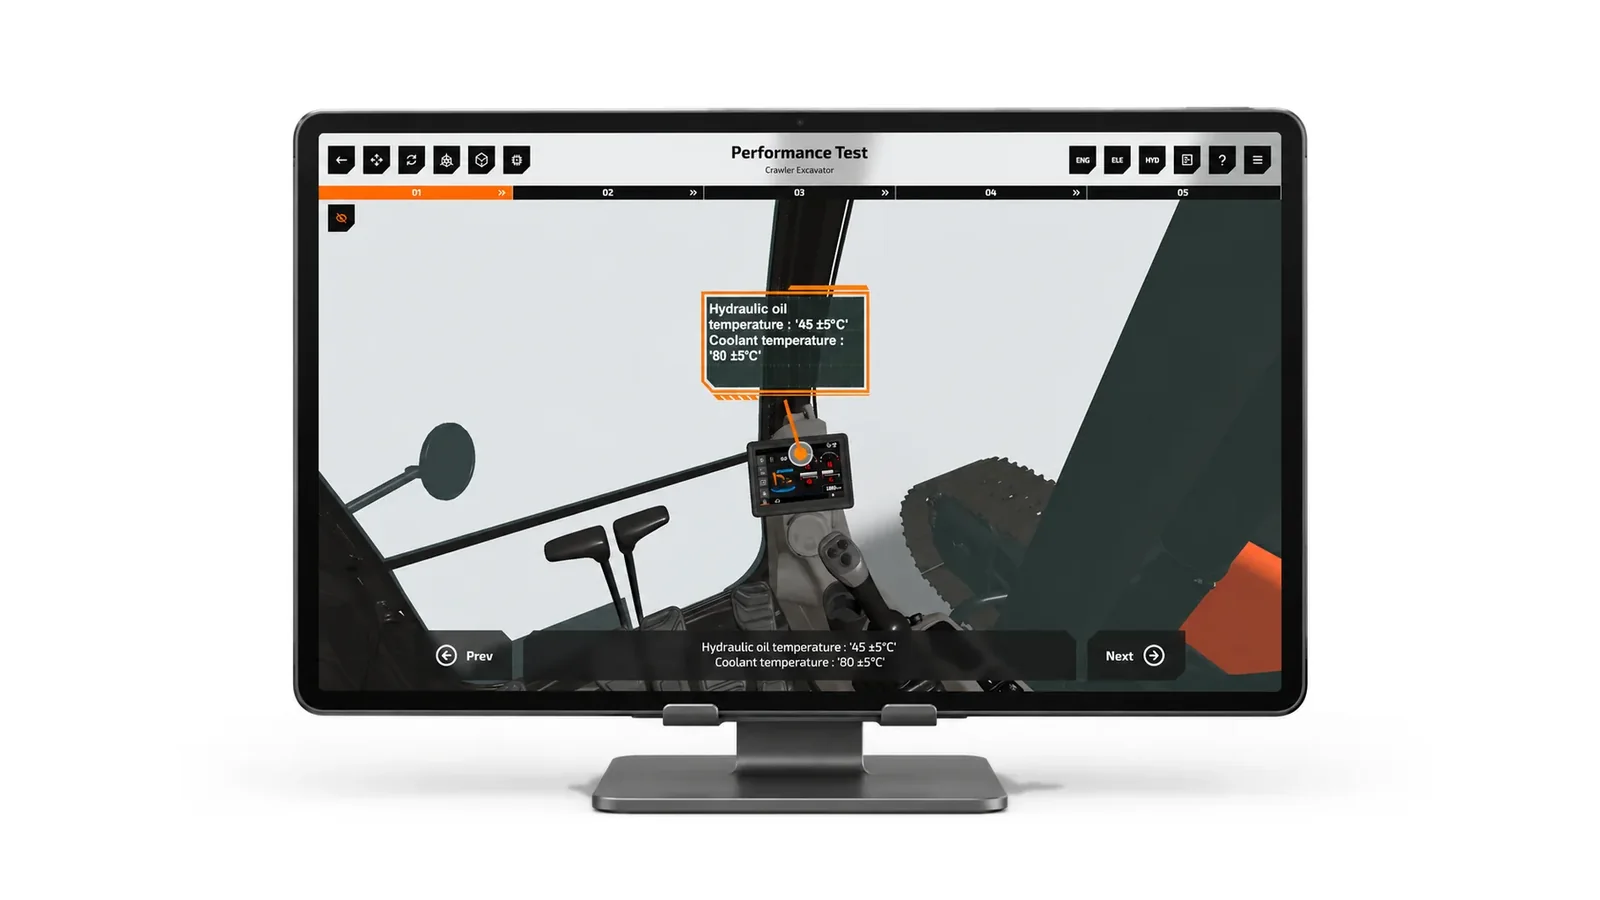 Performance Test
Crawler Excavator
ENG ELE HYD ?
01 02 03 04 05
Hydraulic oil
temperature : '45 ±5°C'
Coolant temperature :
'80 ±5°C'
Prev
Hydraulic oil temperature : '45 ±5°C'
Coolant temperature : '80 ±5°C'
Next